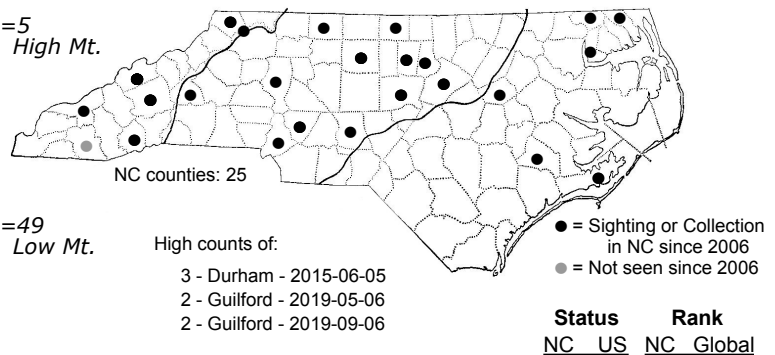 =5
High Mt.
NC counties: 25
=49
Low Mt.
High counts of:
3 - Durham - 2015-06-05
2 - Guilford - 2019-05-06
2 - Guilford - 2019-09-06
= Sighting or Collection
in NC since 2006
= Not seen since 2006
Status Rank
NC US NC Global